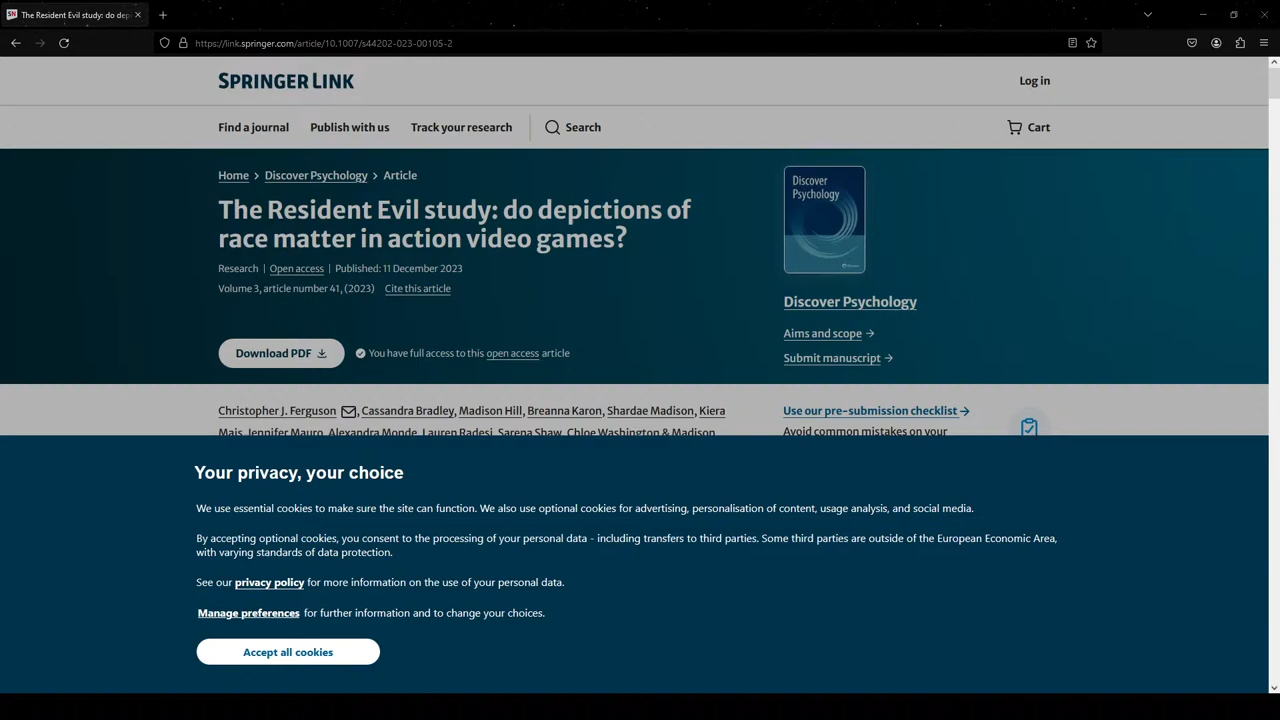 The Resident Evil study: do dep
https://link.springer.com/article/10.1007/s44202-023-00105-2
SPRINGER LINK
Log in
Find a journal Publish with us Track your research Search Cart
Home > Discover Psychology > Article
The Resident Evil study: do depictions of
race matter in action video games?
Research | Open access | Published: 11 December 2023
Volume 3, article number 41, (2023) Cite this article
Download PDF You have full access to this open access article
Discover
Psychology
Discover Psychology
Aims and scope →
Submit manuscript →
Christopher J. Ferguson, Cassandra Bradley, Madison Hill, Breanna Karon, Shardae Madison, Kiera
Mais, Jennifer Mauro, Alexandra Monde, Lauren Radesi, Sarena Shaw, Chloe Washington & Madison
Use our pre-submission checklist →
Avoid common mistakes on your
Your privacy, your choice
We use essential cookies to make sure the site can function. We also use optional cookies for advertising, personalisation of content, usage analysis, and social media.
By accepting optional cookies, you consent to the processing of your personal data - including transfers to third parties. Some third parties are outside of the European Economic Area,
with varying standards of data protection.
See our privacy policy for more information on the use of your personal data.
Manage preferences for further information and to change your choices.
Accept all cookies